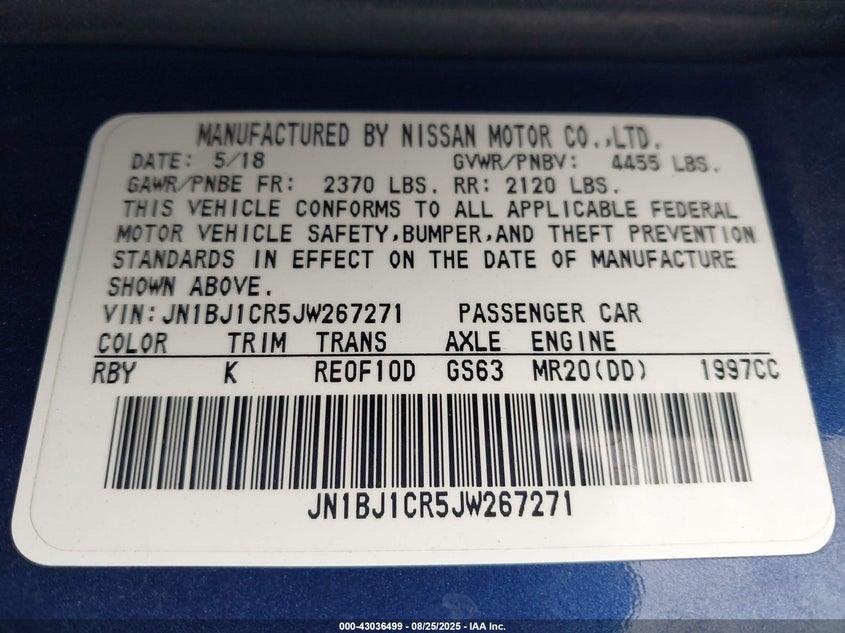 MANUFACTURED BY NISSAN MOTOR CO.,LTD.
DATE: 5/18 GVWR/PNBV: 4455 LBS.
GAWR/PNBE FR: 2370 LBS. RR: 2120 LBS.
THIS VEHICLE CONFORMS TO ALL APPLICABLE FEDERAL
MOTOR VEHICLE SAFETY,BUMPER,AND THEFT PREVENTION
STANDARDS IN EFFECT ON THE DATE OF MANUFACTURE
SHOWN ABOVE.
VIN:JN1BJ1CR5JW267271 PASSENGER CAR
COLOR TRIM TRANS AXLE ENGINE
RBY K RE0F10D GS63 MR20(DD) 1997CC
JN1BJ1CR5JW267271
000-43036499 — 08/25/2025 — IAA Inc.